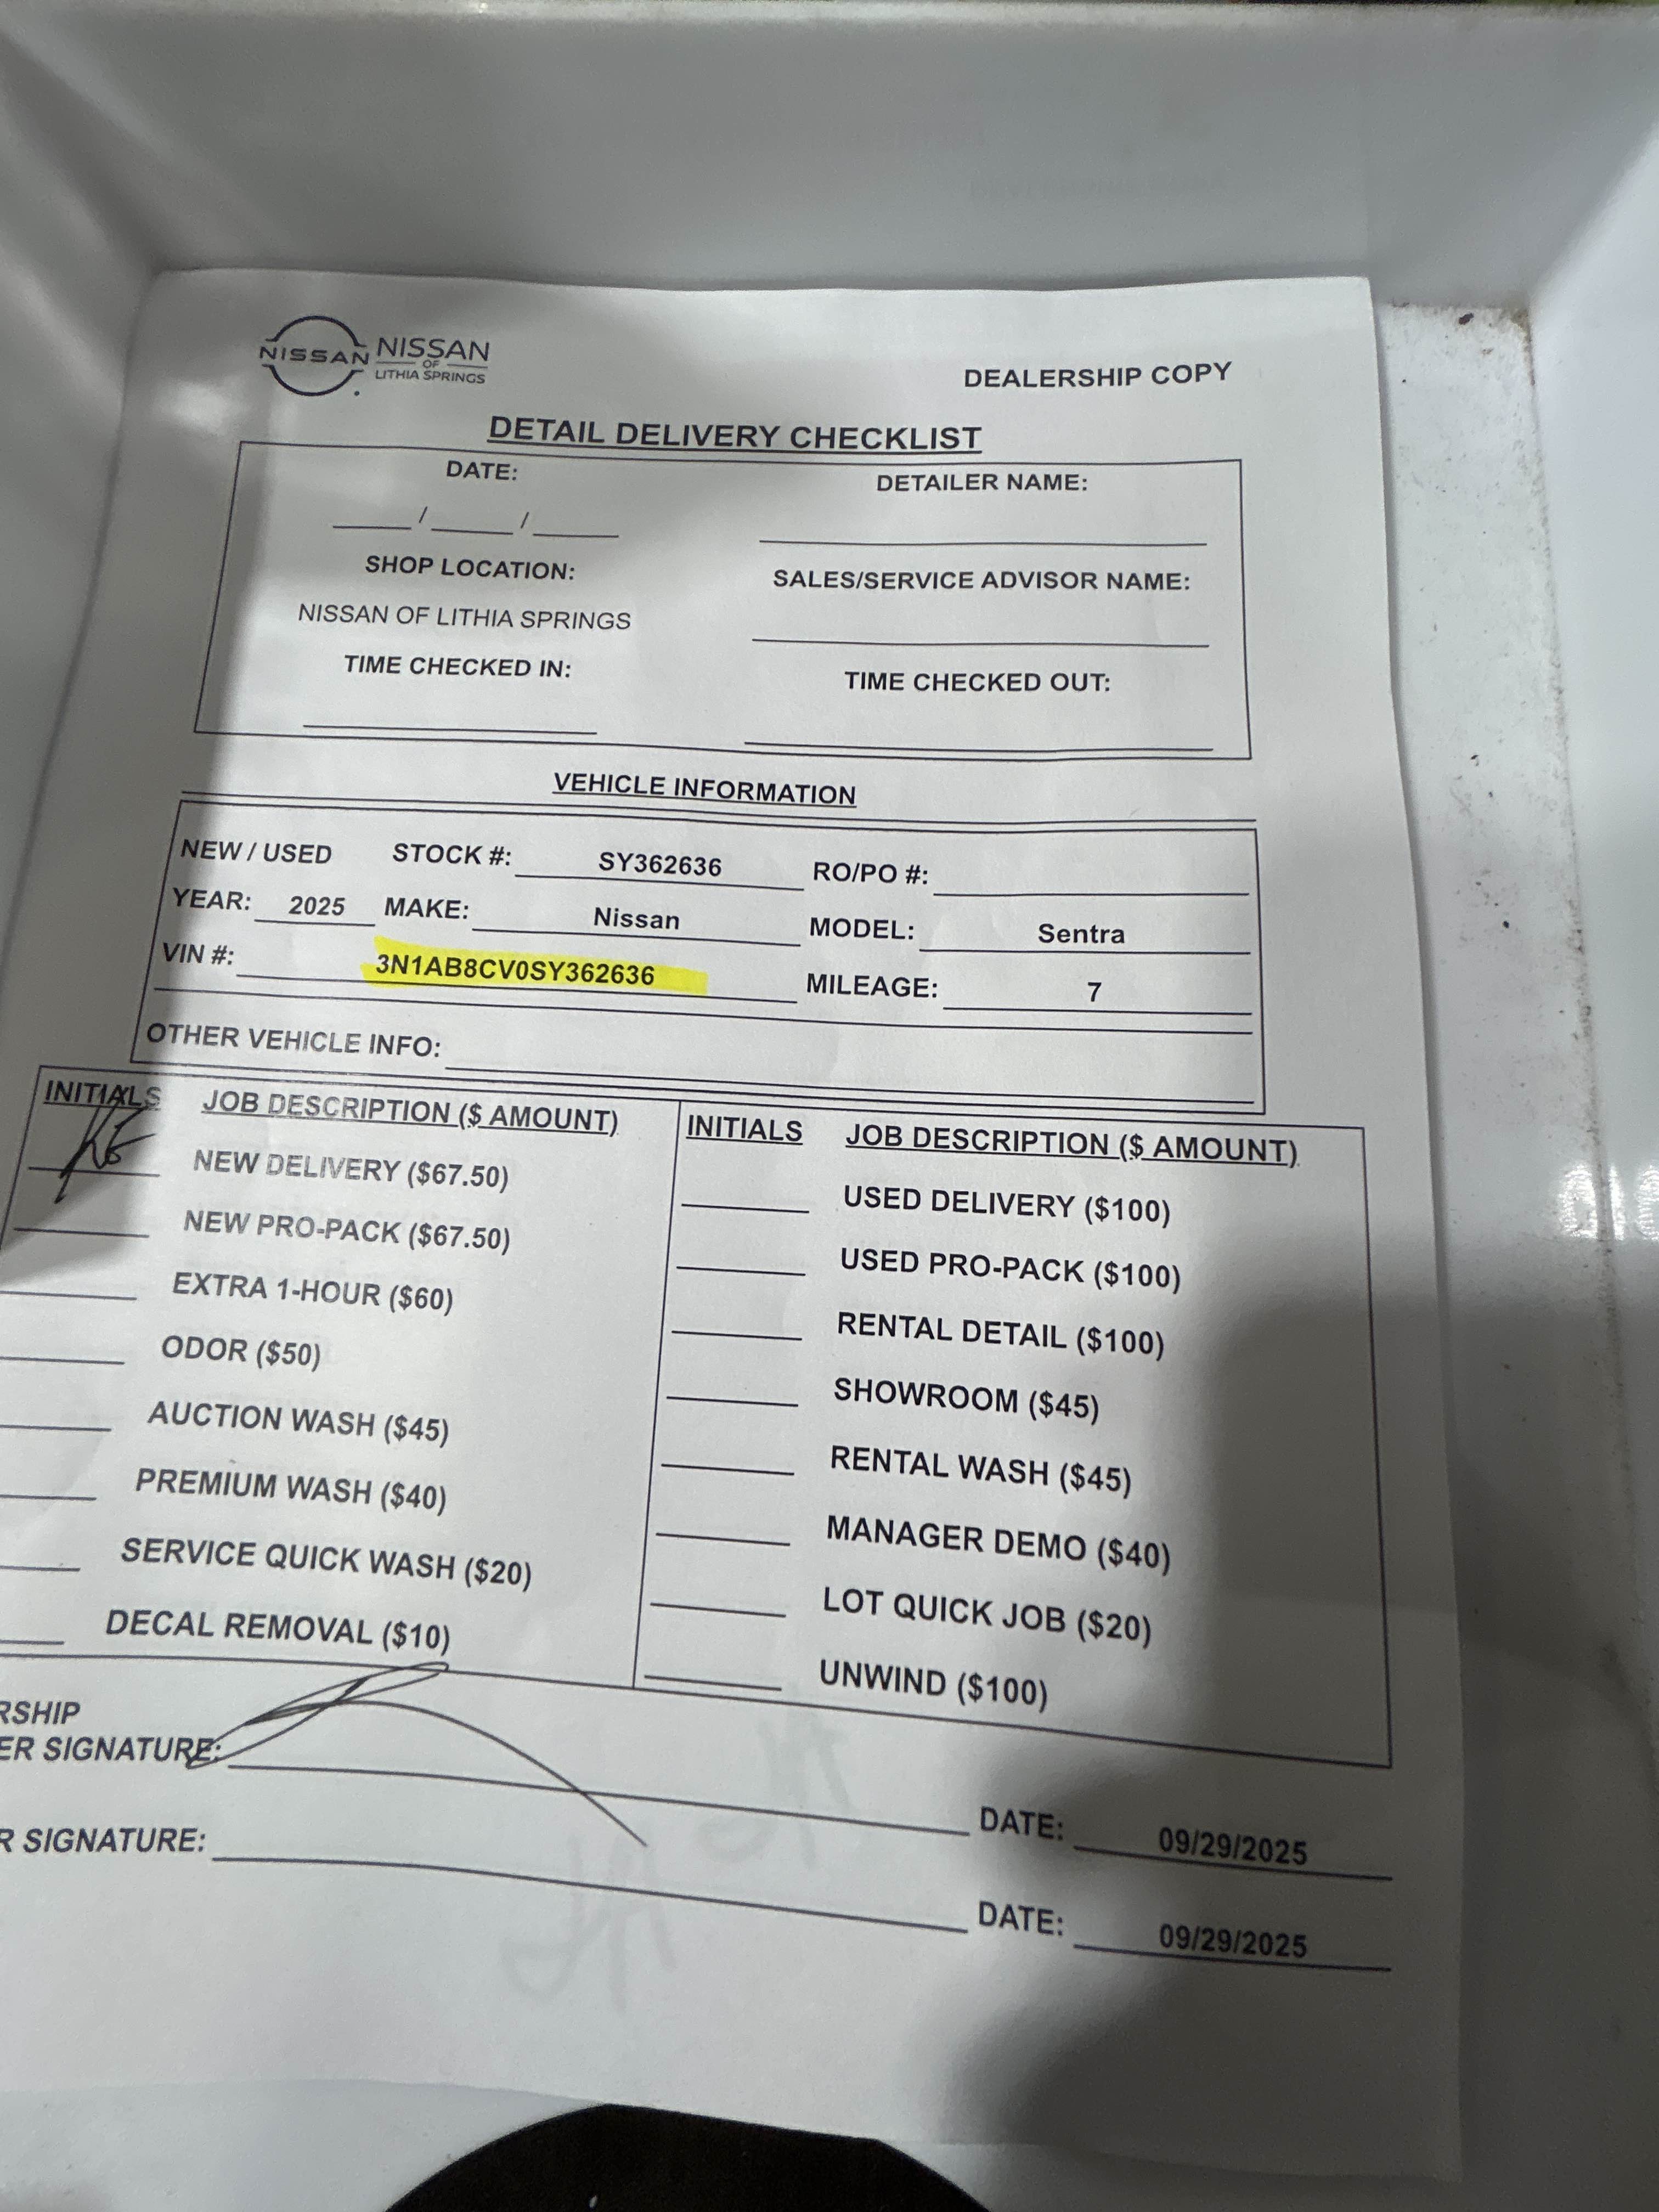 NISSAN NISSAN
OF
LITHIA SPRINGS
DEALERSHIP COPY
DETAIL DELIVERY CHECKLIST
DATE: DETAILER NAME:
____/____/____
SHOP LOCATION: SALES/SERVICE ADVISOR NAME:
NISSAN OF LITHIA SPRINGS
TIME CHECKED IN: TIME CHECKED OUT:
VEHICLE INFORMATION
NEW / USED STOCK #: SY362636 RO/PO #:
YEAR: 2025 MAKE: Nissan MODEL: Sentra
VIN #: 3N1AB8CV0SY362636 MILEAGE: 7
OTHER VEHICLE INFO:
INITIALS JOB DESCRIPTION ($ AMOUNT) INITIALS JOB DESCRIPTION ($ AMOUNT)
NEW DELIVERY ($67.50) USED DELIVERY ($100)
NEW PRO-PACK ($67.50) USED PRO-PACK ($100)
EXTRA 1-HOUR ($60) RENTAL DETAIL ($100)
ODOR ($50) SHOWROOM ($45)
AUCTION WASH ($45) RENTAL WASH ($45)
PREMIUM WASH ($40) MANAGER DEMO ($40)
SERVICE QUICK WASH ($20) LOT QUICK JOB ($20)
DECAL REMOVAL ($10) UNWIND ($100)
RSHIP
ER SIGNATURE: DATE: 09/29/2025
R SIGNATURE: DATE: 09/29/2025